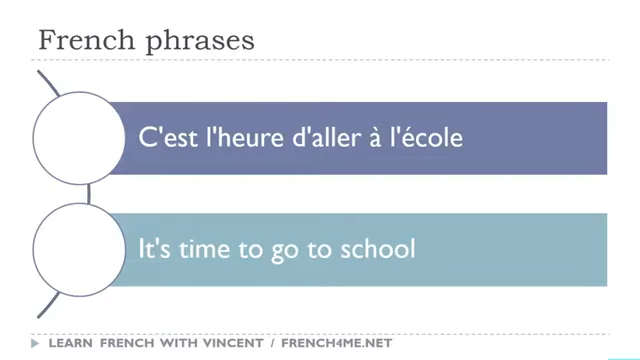 French phrases
C'est l'heure d'aller à l'école
It's time to go to school
LEARN FRENCH WITH VINCENT / FRENCH4ME.NET